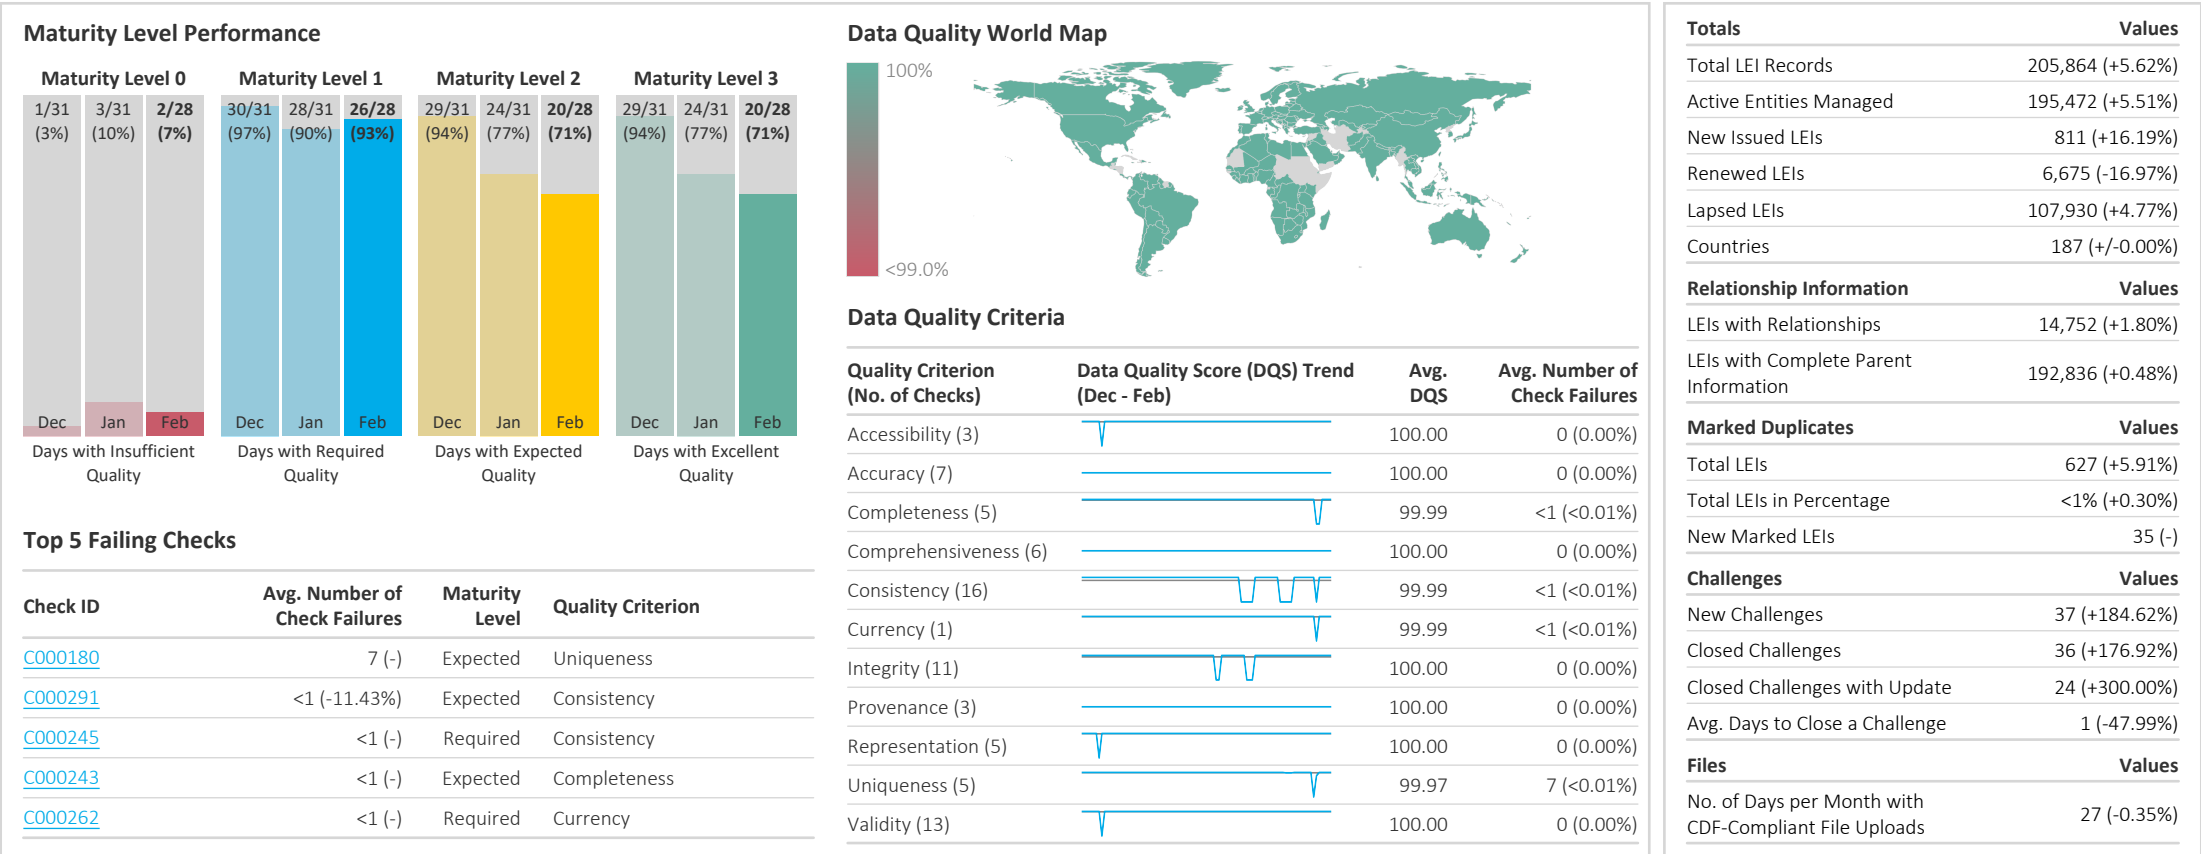 Maturity Level Performance
Maturity Level 0
1/31 3/31 2/28
(3%) (10%) (7%)
Dec Jan Feb
Days with Insufficient
Quality
Maturity Level 1
30/31 28/31 26/28
(97%) (90%) (93%)
Dec Jan Feb
Days with Required
Quality
Maturity Level 2
29/31 24/31 20/28
(94%) (77%) (71%)
Dec Jan Feb
Days with Expected
Quality
Maturity Level 3
29/31 24/31 20/28
(94%) (77%) (71%)
Dec Jan Feb
Days with Excellent
Quality
Top 5 Failing Checks
Check ID Avg. Number of Check Failures Maturity Level Quality Criterion
C000180 7 (-) Expected Uniqueness
C000291 <1 (-11.43%) Expected Consistency
C000245 <1 (-) Required Consistency
C000243 <1 (-) Expected Completeness
C000262 <1 (-) Required Currency
Data Quality World Map
100%
<99.0%
Data Quality Criteria
Quality Criterion Data Quality Score (DQS) Trend Avg. Avg. Number of
(No. of Checks) (Dec - Feb) DQS Check Failures
Accessibility (3) 100.00 0 (0.00%)
Accuracy (7) 100.00 0 (0.00%)
Completeness (5) 99.99 <1 (<0.01%)
Comprehensiveness (6) 100.00 0 (0.00%)
Consistency (16) 99.99 <1 (<0.01%)
Currency (1) 99.99 <1 (<0.01%)
Integrity (11) 100.00 0 (0.00%)
Provenance (3) 100.00 0 (0.00%)
Representation (5) 100.00 0 (0.00%)
Uniqueness (5) 99.97 7 (<0.01%)
Validity (13) 100.00 0 (0.00%)
Totals Values
Total LEI Records 205,864 (+5.62%)
Active Entities Managed 195,472 (+5.51%)
New Issued LEIs 811 (+16.19%)
Renewed LEIs 6,675 (-16.97%)
Lapsed LEIs 107,930 (+4.77%)
Countries 187 (+/-0.00%)
Relationship Information Values
LEIs with Relationships 14,752 (+1.80%)
LEIs with Complete Parent
Information 192,836 (+0.48%)
Marked Duplicates Values
Total LEIs 627 (+5.91%)
Total LEIs in Percentage <1% (+0.30%)
New Marked LEIs 35 (-)
Challenges Values
New Challenges 37 (+184.62%)
Closed Challenges 36 (+176.92%)
Closed Challenges with Update 24 (+300.00%)
Avg. Days to Close a Challenge 1 (-47.99%)
Files Values
No. of Days per Month with
CDF-Compliant File Uploads 27 (-0.35%)